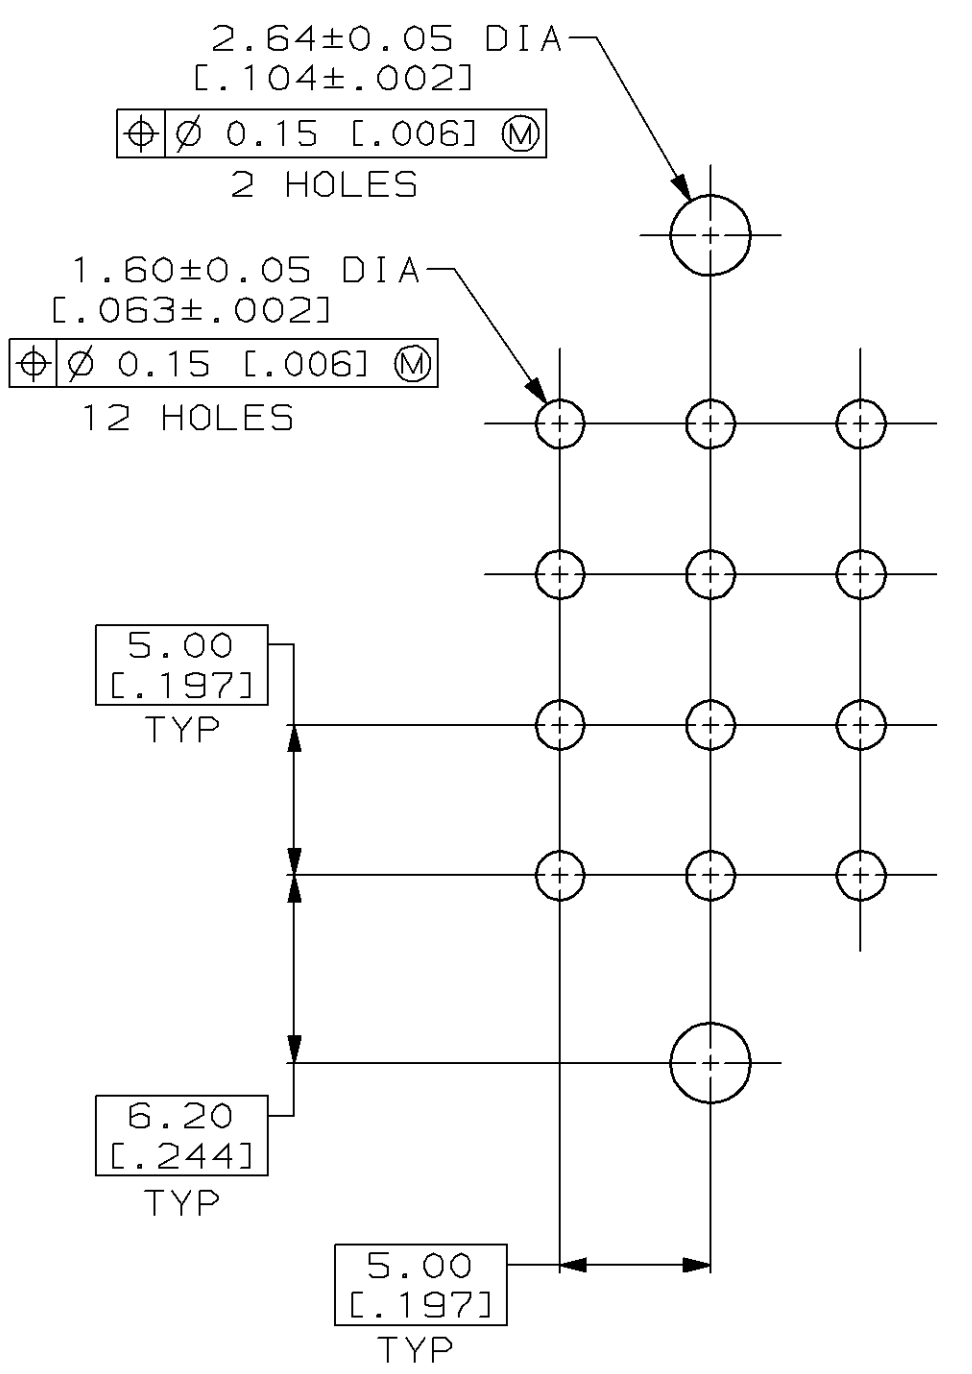 2.64±0.05 DIA
[.104±.002]
⌖ ⌀ 0.15 [.006] Ⓜ
2 HOLES
1.60±0.05 DIA
[.063±.002]
⌖ ⌀ 0.15 [.006] Ⓜ
12 HOLES
5.00
[.197]
TYP
6.20
[.244]
TYP
5.00
[.197]
TYP